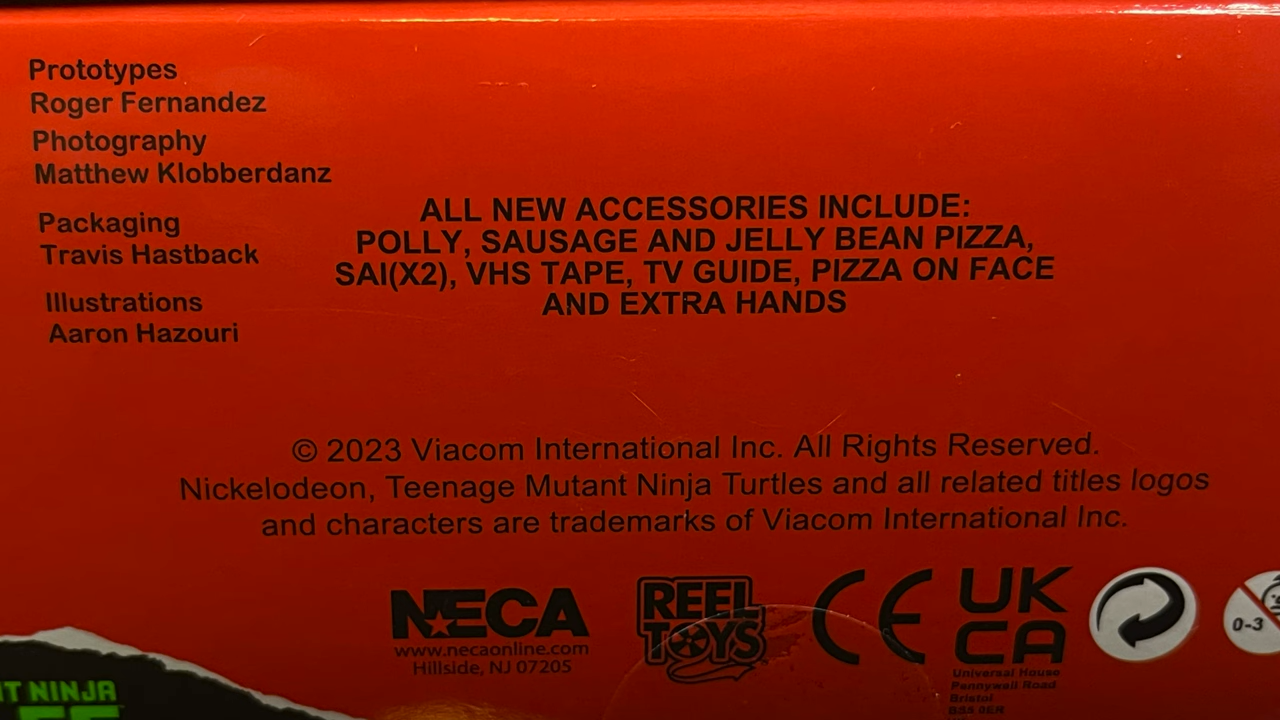 Prototypes
Roger Fernandez
Photography
Matthew Klobberdanz
Packaging
Travis Hastback
Illustrations
Aaron Hazouri
ALL NEW ACCESSORIES INCLUDE:
POLLY, SAUSAGE AND JELLY BEAN PIZZA,
SAI(X2), VHS TAPE, TV GUIDE, PIZZA ON FACE
AND EXTRA HANDS
© 2023 Viacom International Inc. All Rights Reserved.
Nickelodeon, Teenage Mutant Ninja Turtles and all related titles logos
and characters are trademarks of Viacom International Inc.
NECA
www.necaonline.com
Hillside, NJ 07205
REEL
TOYS
CE
UK
CA
Universal House
Pennywell Road
Bristol
BS5 0ER
0-3
NT NINJA